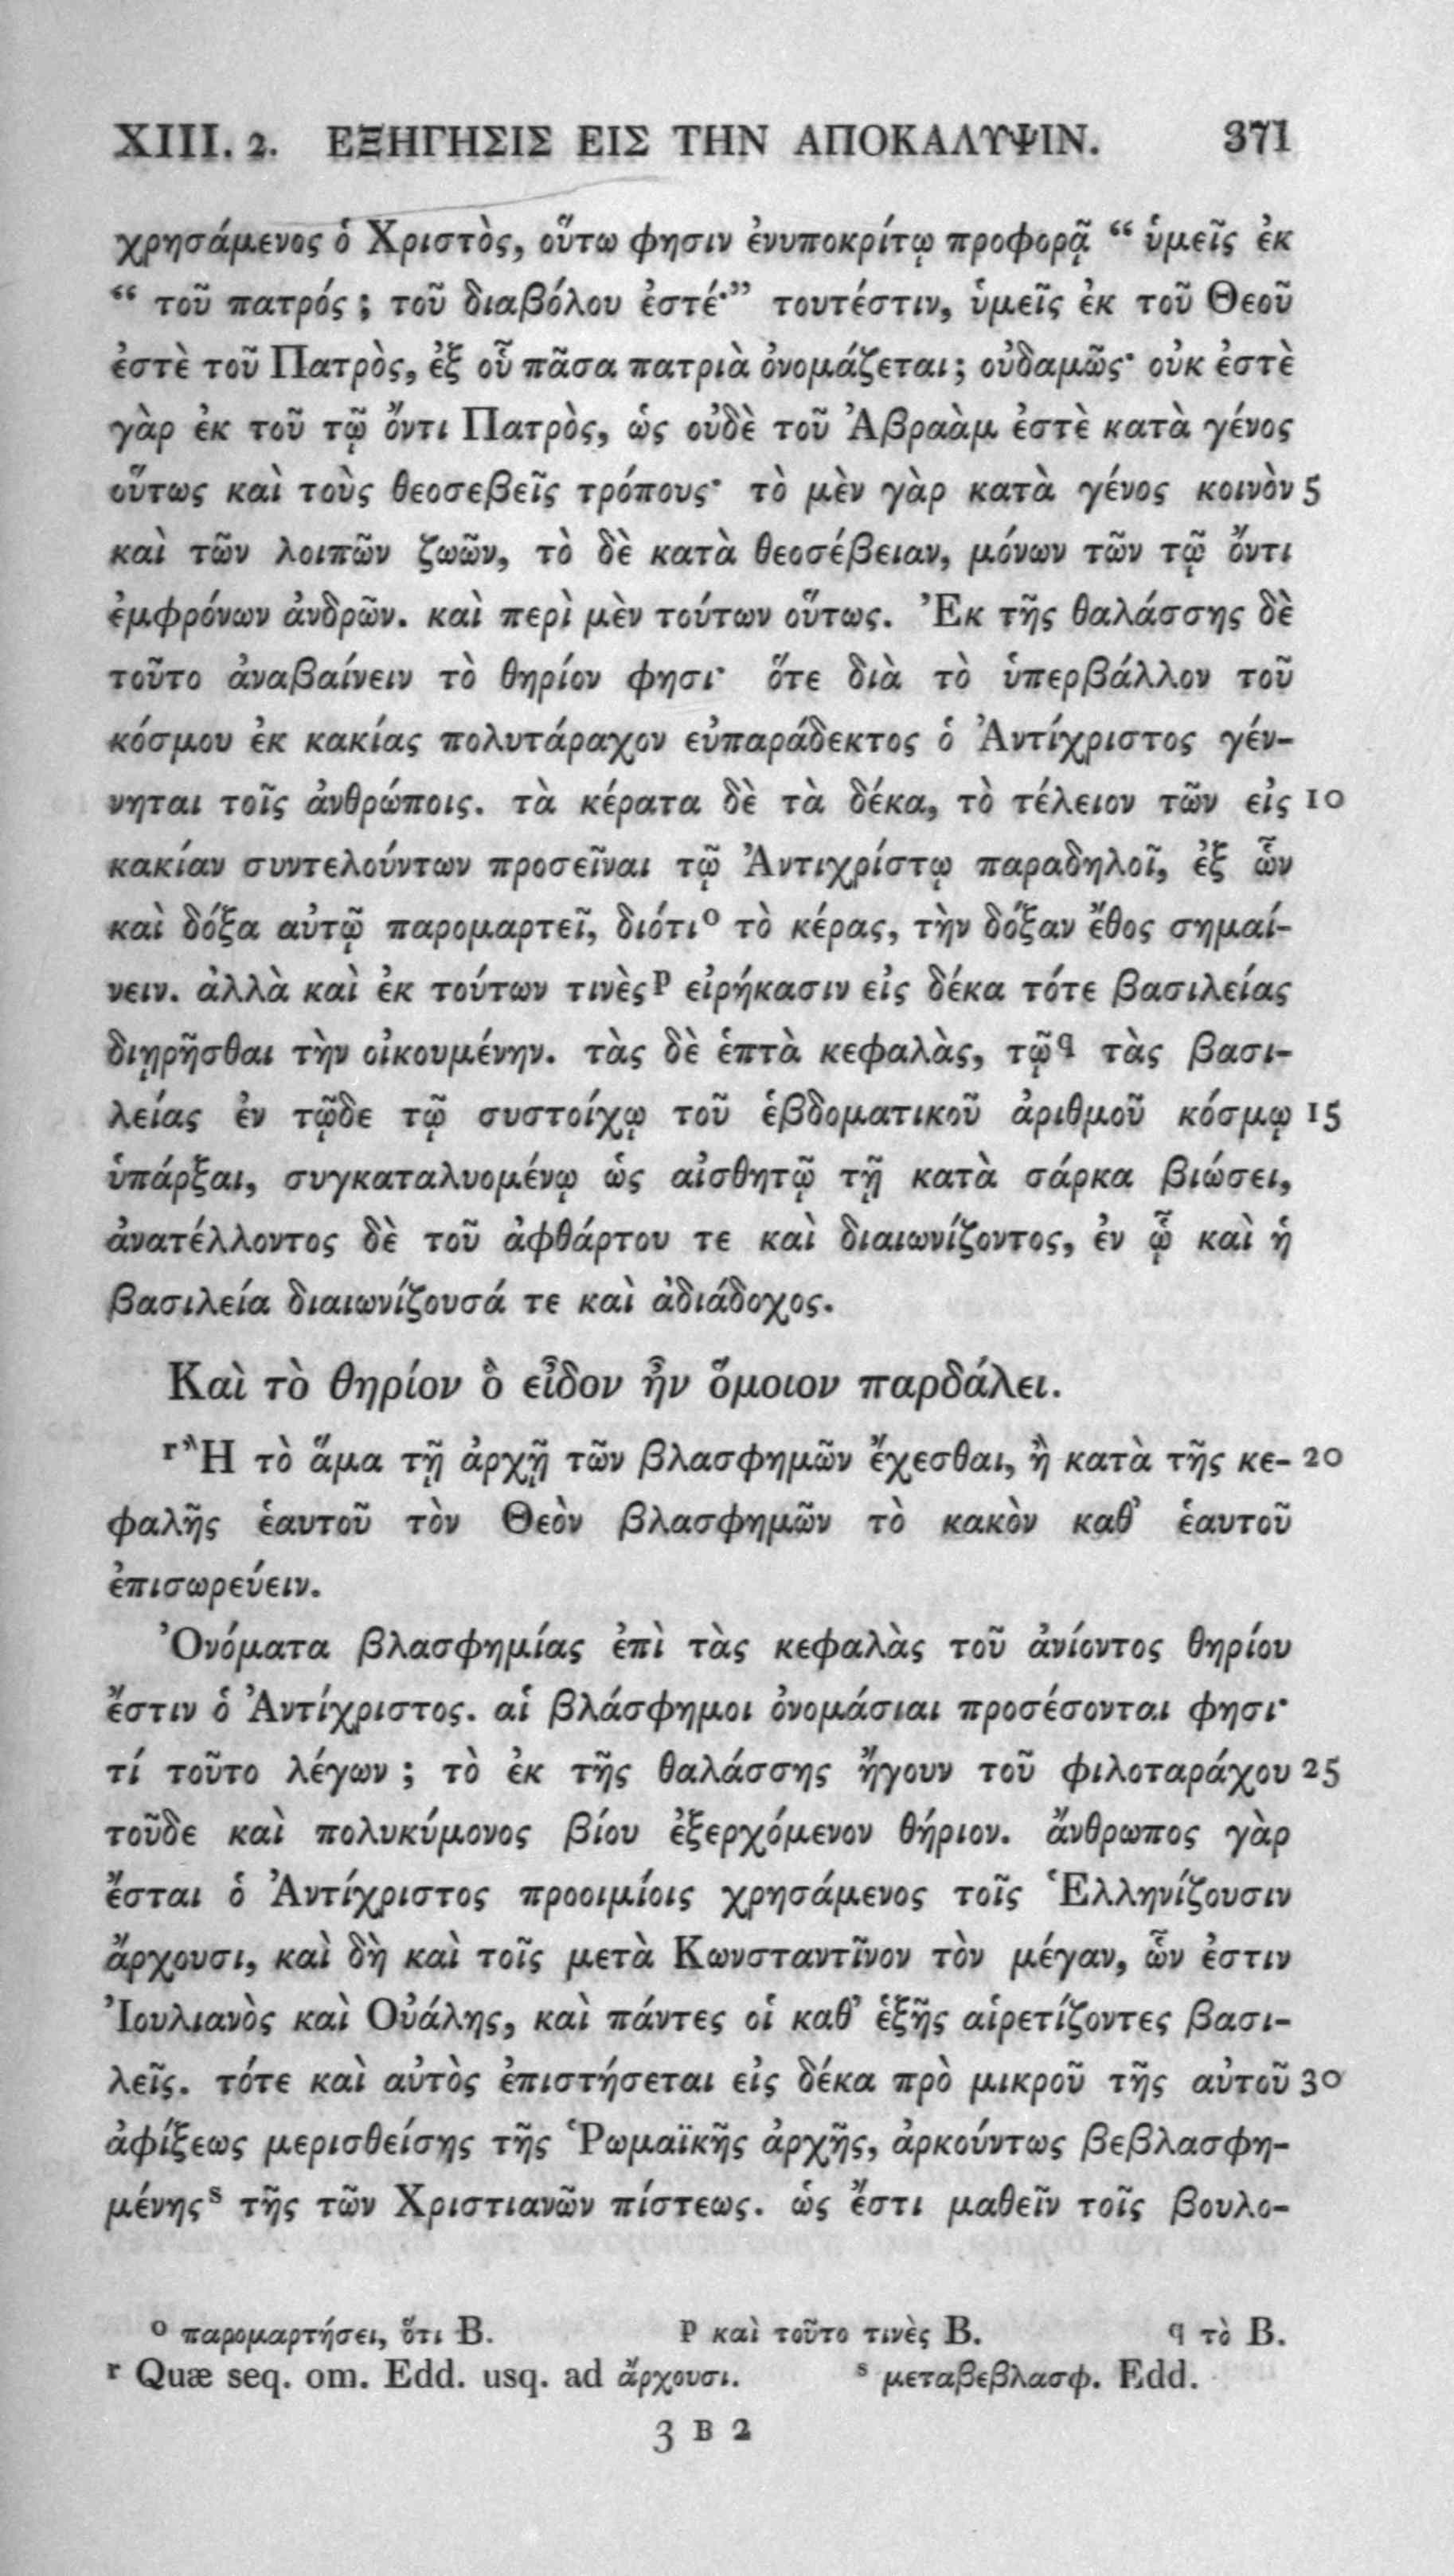 XIII. 2. ΕΞΗΓΗΣΙΣ ΕΙΣ ΤΗΝ ΑΠΟΚΑΛΥΨΙΝ. 371
χρησάμενος ὁ Χριστὸς, οὕτω φησιν ἐνυποκρίτῳ προφορᾷ “ ὑμεῖς ἐκ
“ τοῦ πατρός ; τοῦ διαβόλου ἐστέ·” τουτέστιν, ὑμεῖς ἐκ τοῦ Θεοῦ
ἐστὲ τοῦ Πατρὸς, ἐξ οὗ πᾶσα πατριὰ ὀνομάζεται; οὐδαμῶς· οὐκ ἐστὲ
γὰρ ἐκ τοῦ τῷ ὄντι Πατρὸς, ὡς οὐδὲ τοῦ Ἀβραὰμ ἐστὲ κατὰ γένος
οὕτως καὶ τοὺς θεοσεβεῖς τρόπους· τὸ μὲν γὰρ κατὰ γένος κοινὸν 5
καὶ τῶν λοιπῶν ζωῶν, τὸ δὲ κατὰ θεοσέβειαν, μόνων τῶν τῷ ὄντι
ἐμφρόνων ἀνδρῶν. καὶ περὶ μὲν τούτων οὕτως. Ἐκ τῆς θαλάσσης δὲ
τοῦτο ἀναβαίνειν τὸ θηρίον φησι· ὅτε διὰ τὸ ὑπερβάλλον τοῦ
κόσμου ἐκ κακίας πολυτάραχον εὐπαράδεκτος ὁ Ἀντίχριστος γέν-
νηται τοῖς ἀνθρώποις. τὰ κέρατα δὲ τὰ δέκα, τὸ τέλειον τῶν εἰς 10
κακίαν συντελούντων προσεῖναι τῷ Ἀντιχρίστῳ παραδηλοῖ, ἐξ ὧν
καὶ δόξα αὐτῷ παρομαρτεῖ, διότι⁰ τὸ κέρας, τὴν δόξαν ἔθος σημαί-
νειν. ἀλλὰ καὶ ἐκ τούτων τινὲς p εἰρήκασιν εἰς δέκα τότε βασιλείας
διῃρῆσθαι τὴν οἰκουμένην. τὰς δὲ ἑπτὰ κεφαλὰς, τῷ q τὰς βασι-
λείας ἐν τῷδε τῷ συστοίχῳ τοῦ ἑβδοματικοῦ ἀριθμοῦ κόσμῳ 15
ὑπάρξαι, συγκαταλυομένῳ ὡς αἰσθητῷ τῇ κατὰ σάρκα βιώσει,
ἀνατέλλοντος δὲ τοῦ ἀφθάρτου τε καὶ διαιωνίζοντος, ἐν ᾧ καὶ ἡ
βασιλεία διαιωνίζουσά τε καὶ ἀδιάδοχος.
Καὶ τὸ θηρίον ὃ εἶδον ἦν ὅμοιον παρδάλει.
r Ἢ τὸ ἅμα τῇ ἀρχῇ τῶν βλασφημῶν ἔχεσθαι, ἢ κατὰ τῆς κε- 20
φαλῆς ἑαυτοῦ τὸν Θεὸν βλασφημῶν τὸ κακὸν καθ’ ἑαυτοῦ
ἐπισωρεύειν.
Ὀνόματα βλασφημίας ἐπὶ τὰς κεφαλὰς τοῦ ἀνίοντος θηρίου
ἔστιν ὁ Ἀντίχριστος. αἱ βλάσφημοι ὀνομάσιαι προσέσονται φησι·
τί τοῦτο λέγων ; τὸ ἐκ τῆς θαλάσσης ἤγουν τοῦ φιλοταράχου 25
τοῦδε καὶ πολυκύμονος βίου ἐξερχόμενον θήριον. ἄνθρωπος γὰρ
ἔσται ὁ Ἀντίχριστος προοιμίοις χρησάμενος τοῖς Ἑλληνίζουσιν
ἄρχουσι, καὶ δὴ καὶ τοῖς μετὰ Κωνσταντῖνον τὸν μέγαν, ὧν ἐστιν
Ἰουλιανὸς καὶ Οὐάλης, καὶ πάντες οἱ καθ’ ἑξῆς αἱρετίζοντες βασι-
λεῖς. τότε καὶ αὐτὸς ἐπιστήσεται εἰς δέκα πρὸ μικροῦ τῆς αὐτοῦ 30
ἀφίξεως μερισθείσης τῆς Ῥωμαϊκῆς ἀρχῆς, ἀρκούντως βεβλασφη-
μένης s τῆς τῶν Χριστιανῶν πίστεως. ὡς ἔστι μαθεῖν τοῖς βουλο-
o παρομαρτήσει, ὅτι B. p καὶ τοῦτο τινὲς B. q τὸ B.
r Quæ seq. om. Edd. usq. ad ἄρχουσι. s μεταβεβλασφ. Edd.
3 B 2